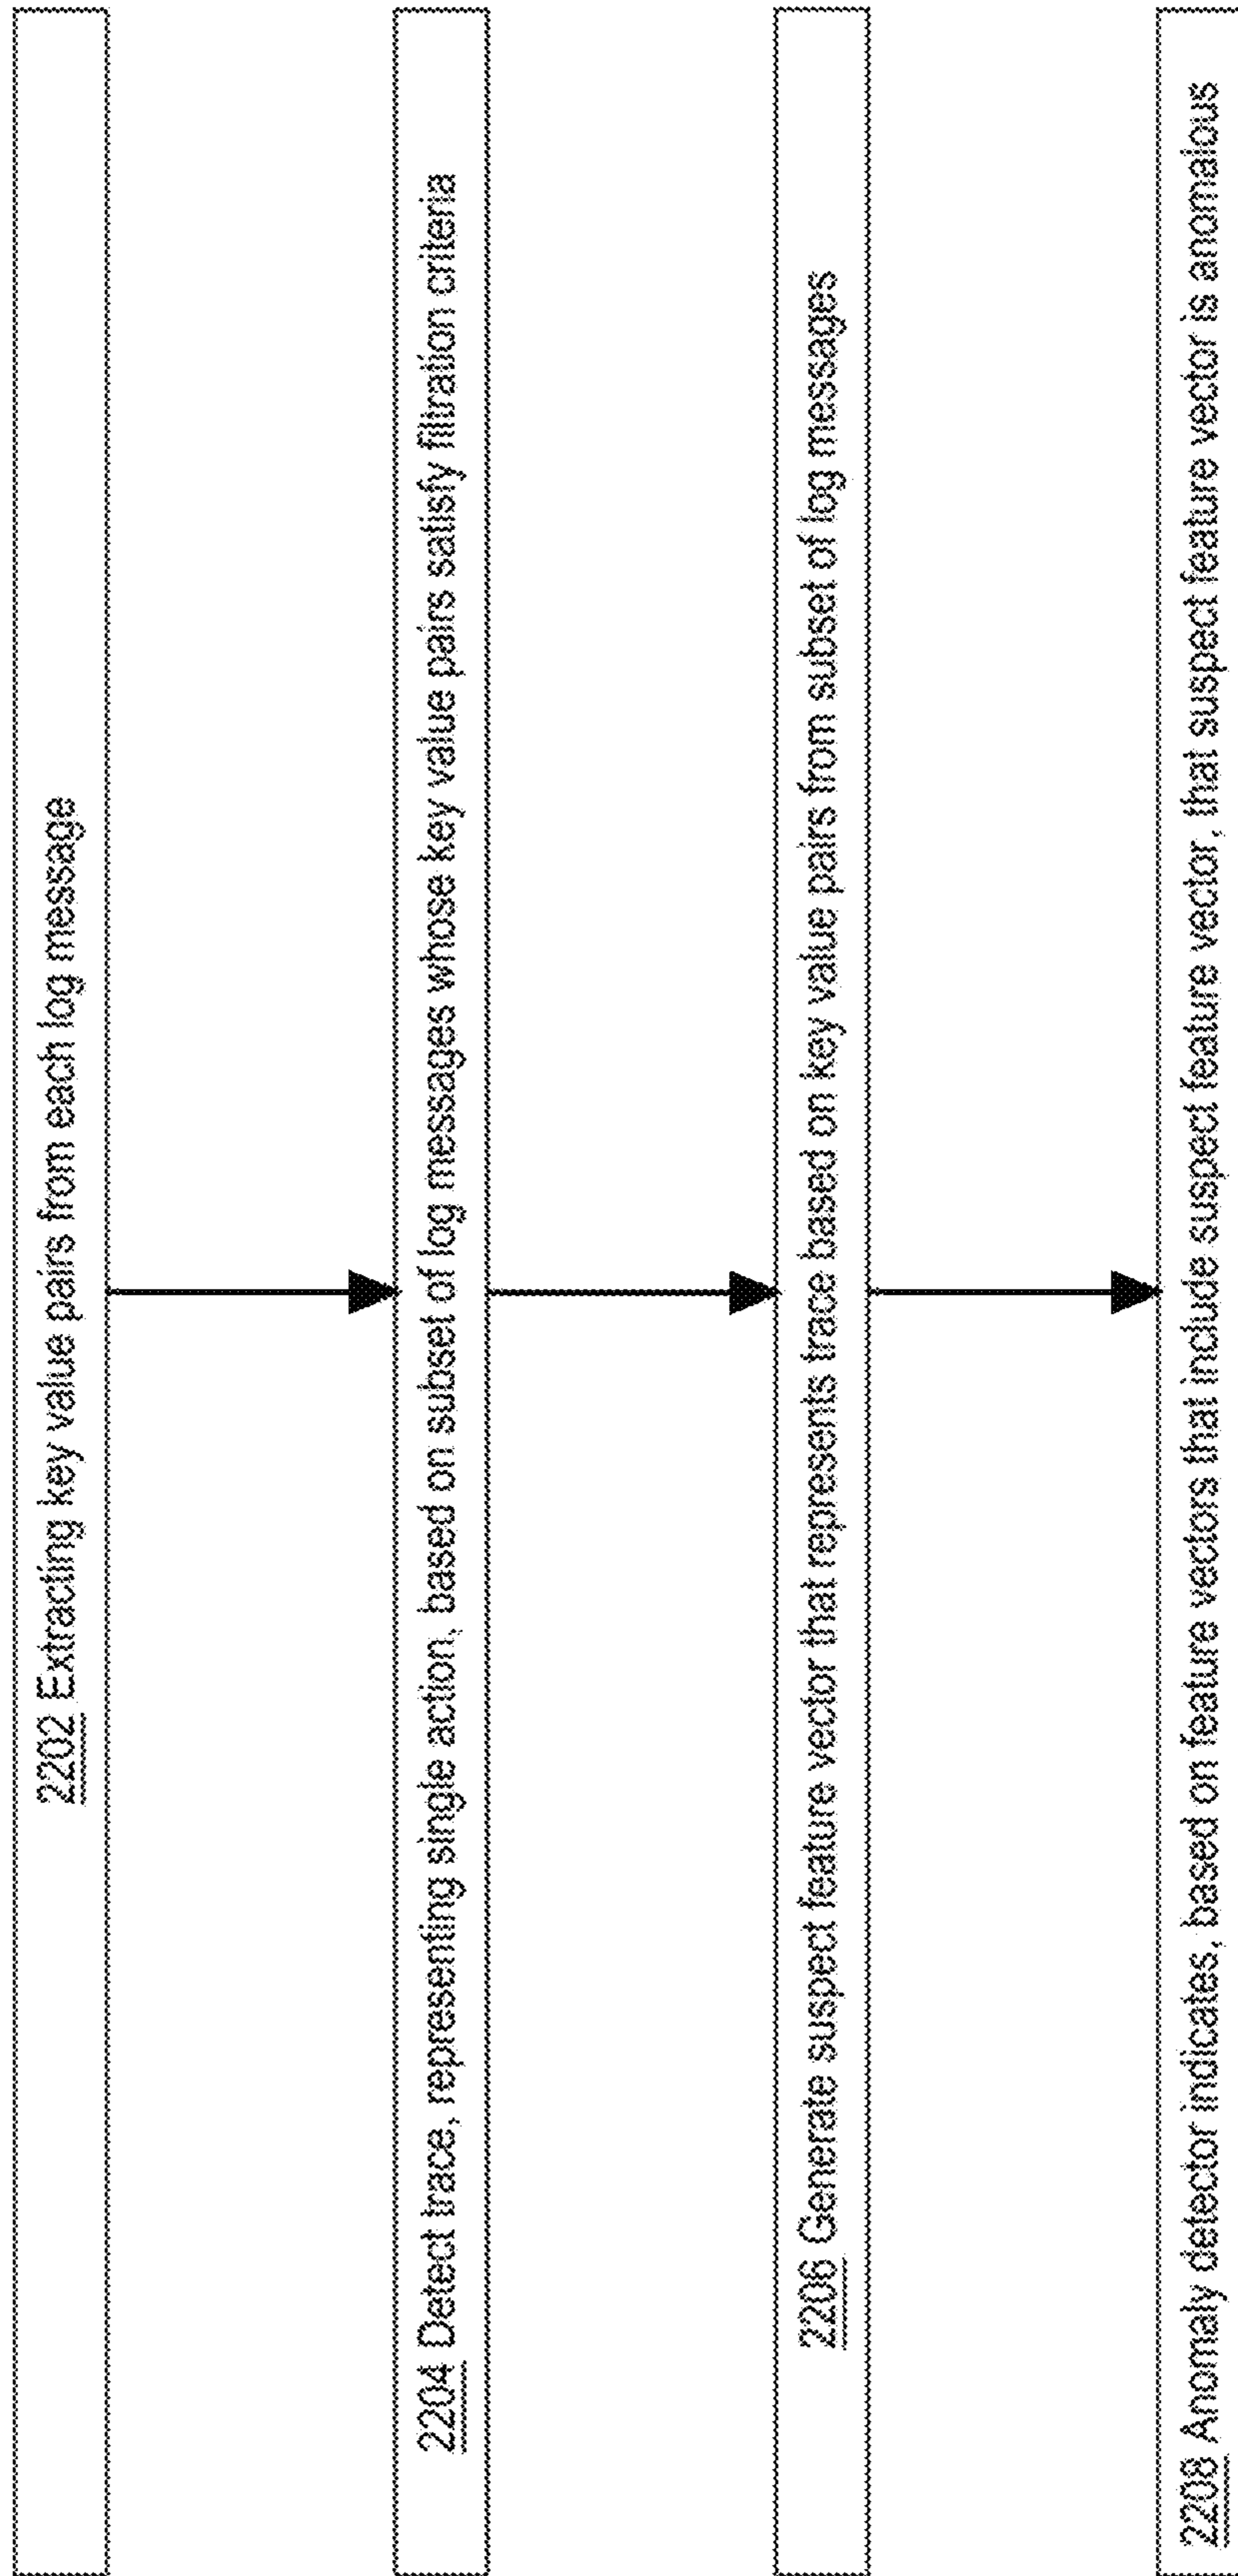 2202 Extracting key value pairs from each log message
2204 Detect trace, representing single action, based on subset of log messages whose key value pairs satisfy filtration criteria
2206 Generate suspect feature vector that represents trace based on key value pairs from subset of log messages
2208 Anomaly detector indicates, based on feature vectors that include suspect feature vector, that suspect feature vector is anomalous